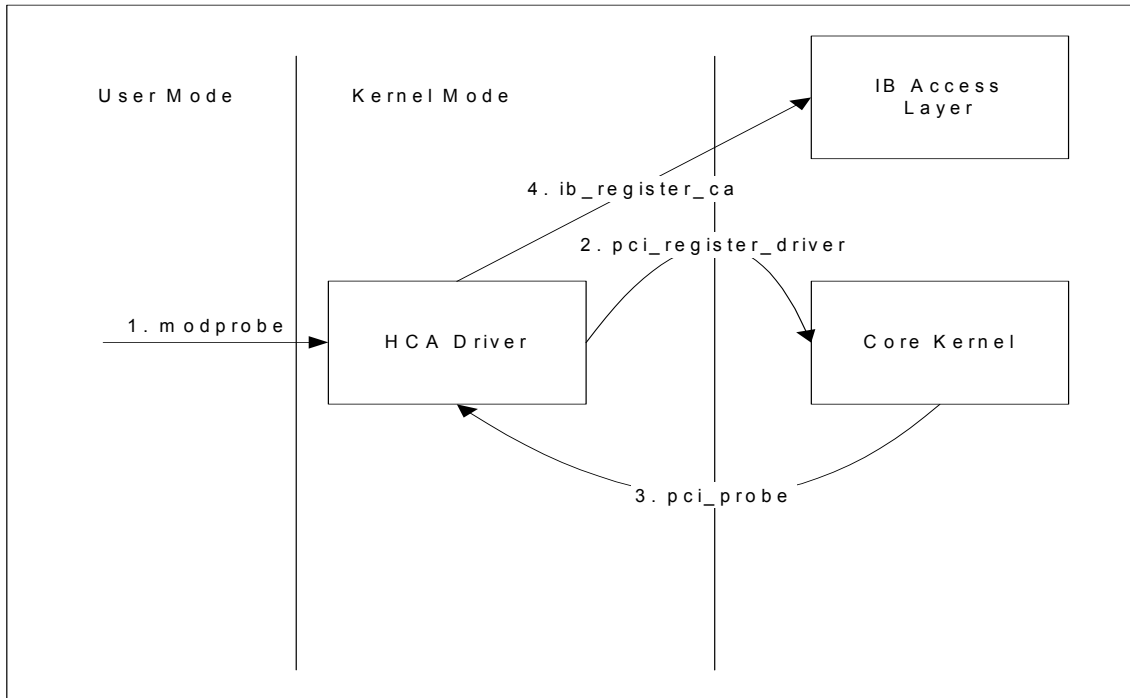 User Mode
Kernel Mode
IB Access
Layer
4. ib_register_ca
2. pci_register_driver
1. modprobe
HCA Driver
Core Kernel
3. pci_probe